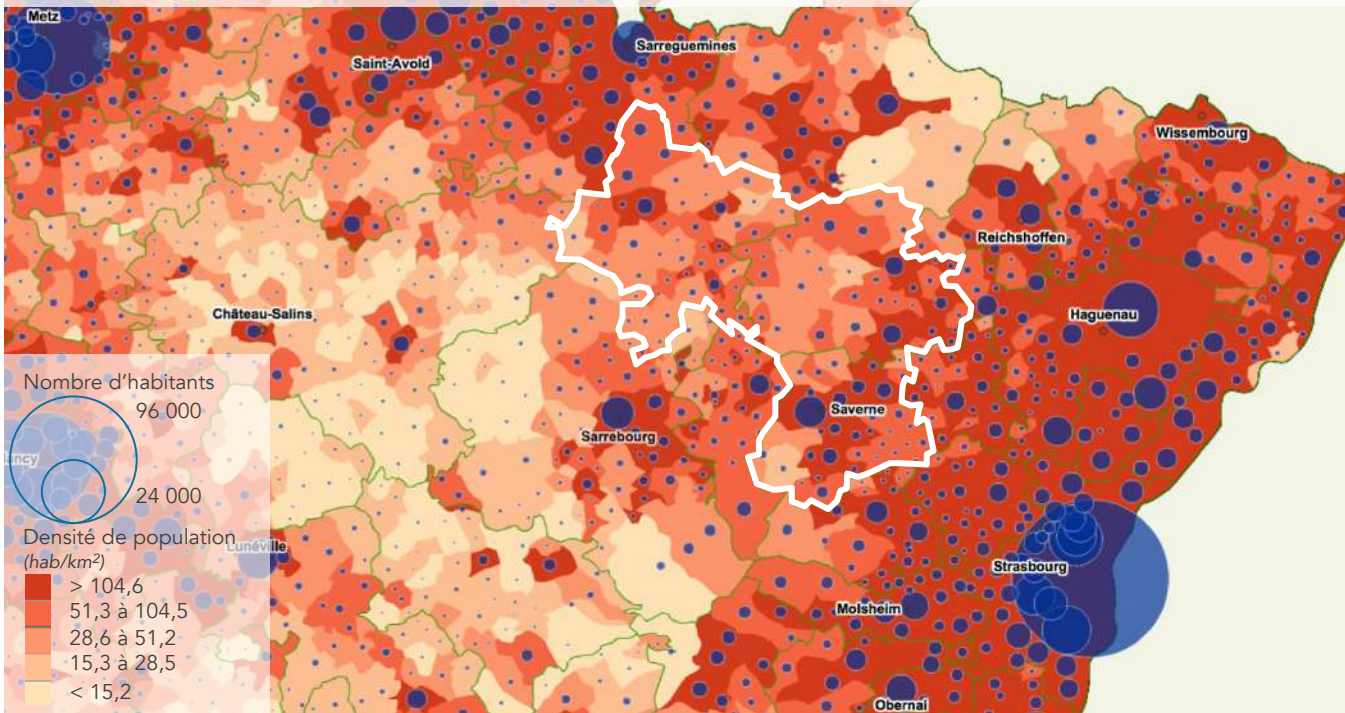 Metz
Sarreguemines
Saint-Avold
Wissembourg
Reichshoffen
Château-Salins
Haguenau
Saverne
Sarrebourg
Strasbourg
Molsheim
Obernai
Lunéville
ancy
Nombre d'habitants
96 000
24 000
Densité de population
(hab/km²)
> 104,6
51,3 à 104,5
28,6 à 51,2
15,3 à 28,5
< 15,2